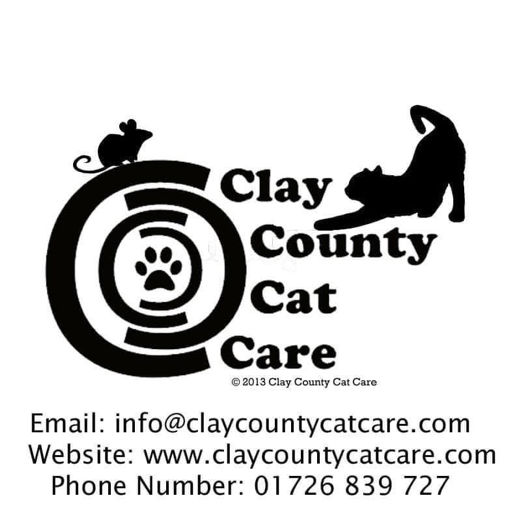 Clay
County
Cat
Care
© 2013 Clay County Cat Care
Email: info@claycountycatcare.com
Website: www.claycountycatcare.com
Phone Number: 01726 839 727